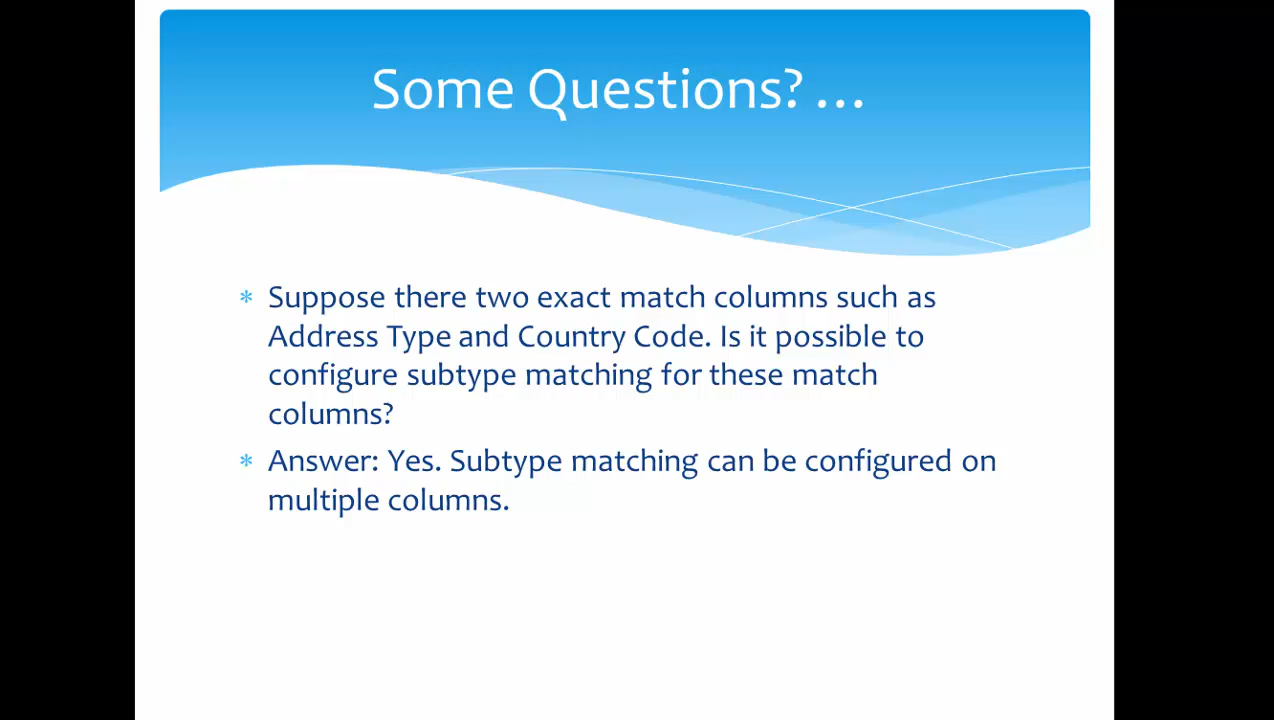 Some Questions? ...
* Suppose there two exact match columns such as
Address Type and Country Code. Is it possible to
configure subtype matching for these match
columns?
* Answer: Yes. Subtype matching can be configured on
multiple columns.